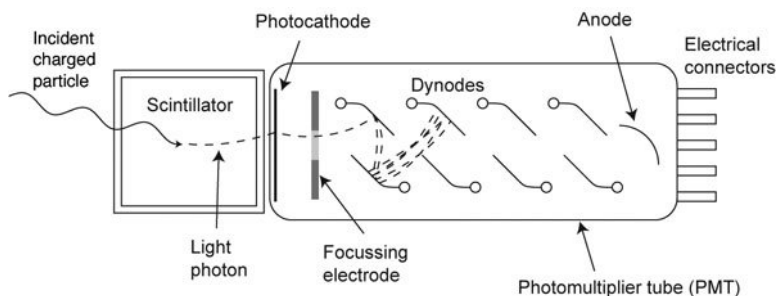 Photocathode
Anode
Incident
charged
particle
Electrical
connectors
Scintillator
Dynodes
Light
photon
Focussing
electrode
Photomultiplier tube (PMT)